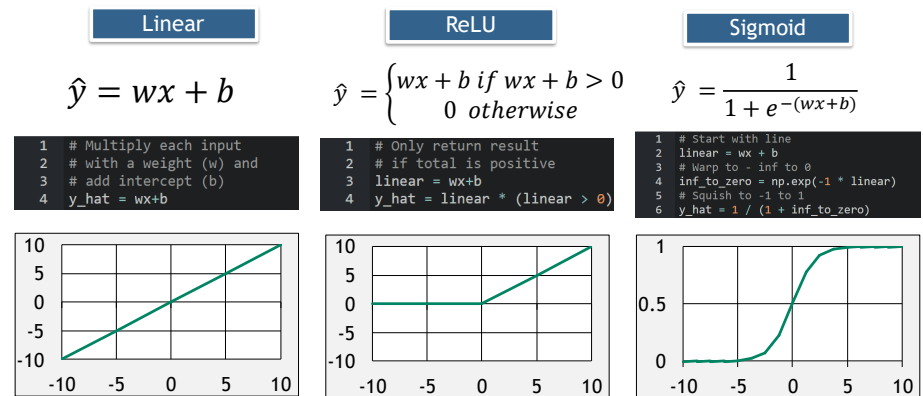 Linear
ŷ = wx + b
1 # Multiply each input
2 # with a weight (w) and
3 # add intercept (b)
4 y_hat = wx+b
10
5
0
-5
-10
-10 -5 0 5 10
ReLU
ŷ = {wx + b if wx + b > 0
0 otherwise
1 # Only return result
2 # if total is positive
3 linear = wx+b
4 y_hat = linear * (linear > 0)
10
5
0
-5
-10
-10 -5 0 5 10
Sigmoid
ŷ = 1 / (1 + e^-(wx+b))
1 # Start with line
2 linear = wx + b
3 # Warp to - inf to 0
4 inf_to_zero = np.exp(-1 * linear)
5 # Squish to -1 to 1
6 y_hat = 1 / (1 + inf_to_zero)
1
0.5
0
-10 -5 0 5 10